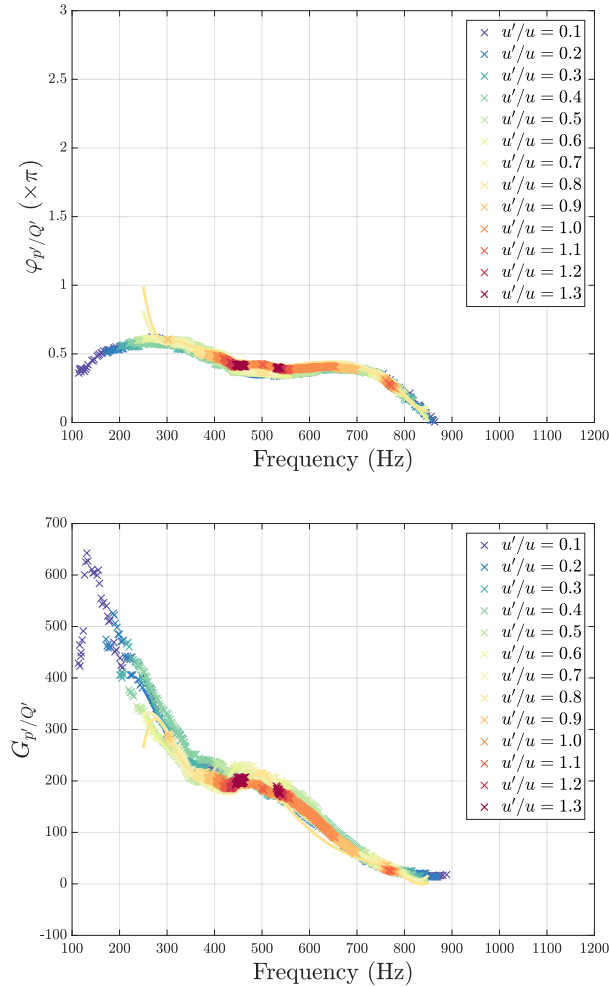 3
2.5
2
1.5
1
0.5
0
φp′/Q′ (×π)
100 200 300 400 500 600 700 800 900 1000 1100 1200
Frequency (Hz)
u′/u = 0.1
u′/u = 0.2
u′/u = 0.3
u′/u = 0.4
u′/u = 0.5
u′/u = 0.6
u′/u = 0.7
u′/u = 0.8
u′/u = 0.9
u′/u = 1.0
u′/u = 1.1
u′/u = 1.2
u′/u = 1.3
700
600
500
400
300
200
100
0
-100
Gp′/Q′
100 200 300 400 500 600 700 800 900 1000 1100 1200
Frequency (Hz)
u′/u = 0.1
u′/u = 0.2
u′/u = 0.3
u′/u = 0.4
u′/u = 0.5
u′/u = 0.6
u′/u = 0.7
u′/u = 0.8
u′/u = 0.9
u′/u = 1.0
u′/u = 1.1
u′/u = 1.2
u′/u = 1.3